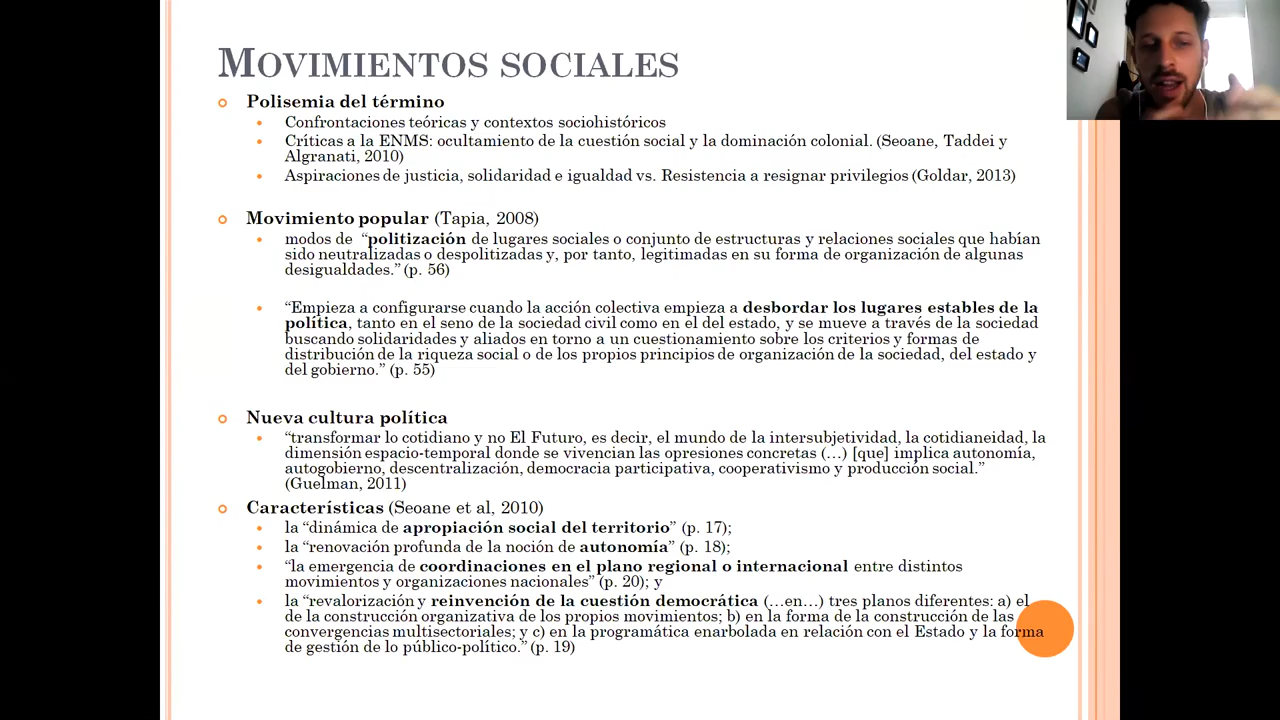 MOVIMIENTOS SOCIALES
Polisemia del término
Confrontaciones teóricas y contextos sociohistóricos
Críticas a la ENMS: ocultamiento de la cuestión social y la dominación colonial. (Seoane, Taddei y
Algranati, 2010)
Aspiraciones de justicia, solidaridad e igualdad vs. Resistencia a resignar privilegios (Goldar, 2013)
Movimiento popular (Tapia, 2008)
modos de “politización de lugares sociales o conjunto de estructuras y relaciones sociales que habían
sido neutralizadas o despolitizadas y, por tanto, legitimadas en su forma de organización de algunas
desigualdades.” (p. 56)
“Empieza a configurarse cuando la acción colectiva empieza a desbordar los lugares estables de la
política, tanto en el seno de la sociedad civil como en el del estado, y se mueve a través de la sociedad
buscando solidaridades y aliados en torno a un cuestionamiento sobre los criterios y formas de
distribución de la riqueza social o de los propios principios de organización de la sociedad, del estado y
del gobierno.” (p. 55)
Nueva cultura política
“transformar lo cotidiano y no El Futuro, es decir, el mundo de la intersubjetividad, la cotidianeidad, la
dimensión espacio-temporal donde se vivencian las opresiones concretas (…) [que] implica autonomía,
autogobierno, descentralización, democracia participativa, cooperativismo y producción social.”
(Guelman, 2011)
Características (Seoane et al, 2010)
la “dinámica de apropiación social del territorio” (p. 17);
la “renovación profunda de la noción de autonomía” (p. 18);
“la emergencia de coordinaciones en el plano regional o internacional entre distintos
movimientos y organizaciones nacionales” (p. 20); y
la “revalorización y reinvención de la cuestión democrática (…en…) tres planos diferentes: a) el
de la construcción organizativa de los propios movimientos; b) en la forma de la construcción de las
convergencias multisectoriales; y c) en la programática enarbolada en relación con el Estado y la forma
de gestión de lo público-político.” (p. 19)